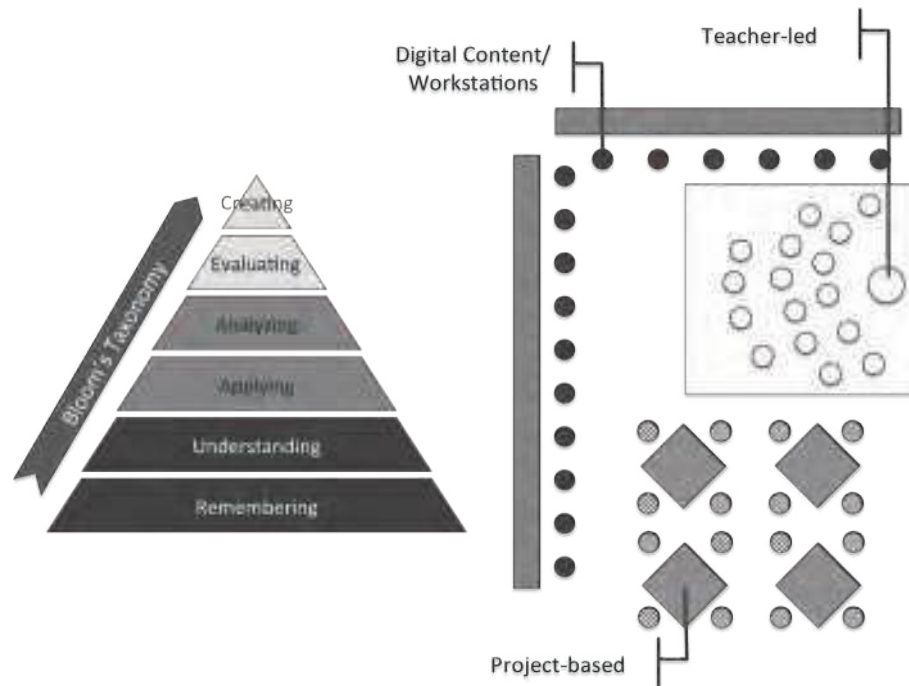 Teacher-led
Digital Content/
Workstations
Creating
Evaluating
Analyzing
Applying
Understanding
Remembering
Bloom's Taxonomy
Project-based